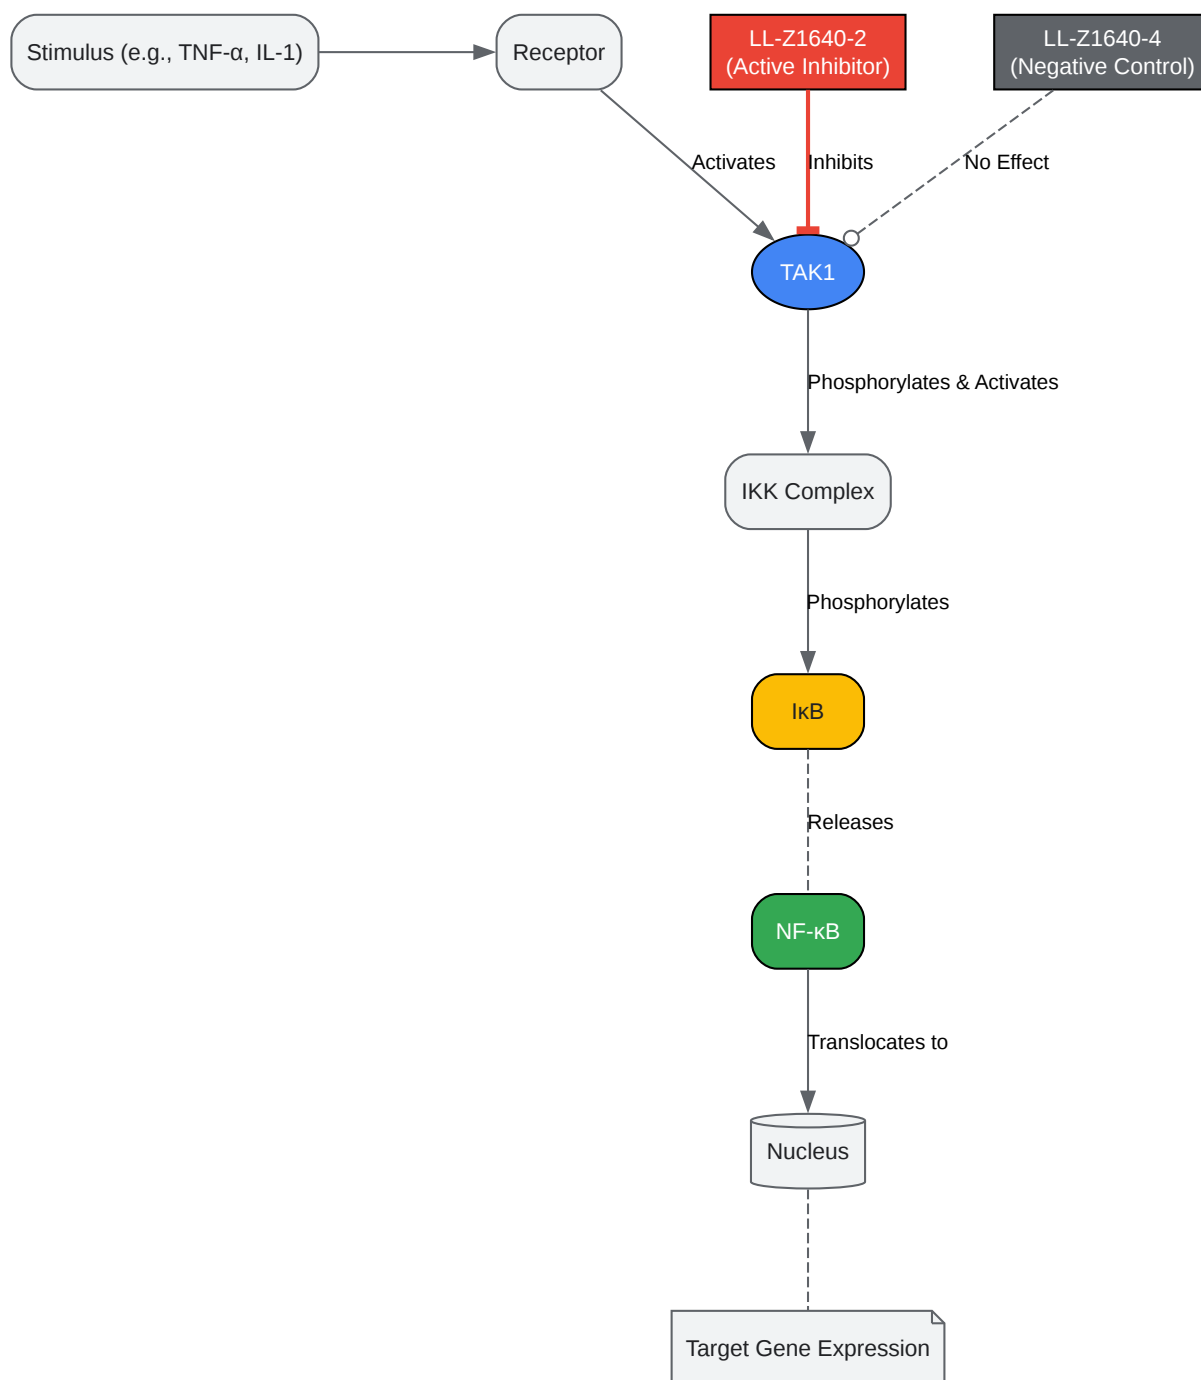 Stimulus (e.g., TNF-α, IL-1)
Receptor
LL-Z1640-2
(Active Inhibitor)
LL-Z1640-4
(Negative Control)
Activates
Inhibits
No Effect
TAK1
Phosphorylates & Activates
IKK Complex
Phosphorylates
IκB
Releases
NF-κB
Translocates to
Nucleus
Target Gene Expression